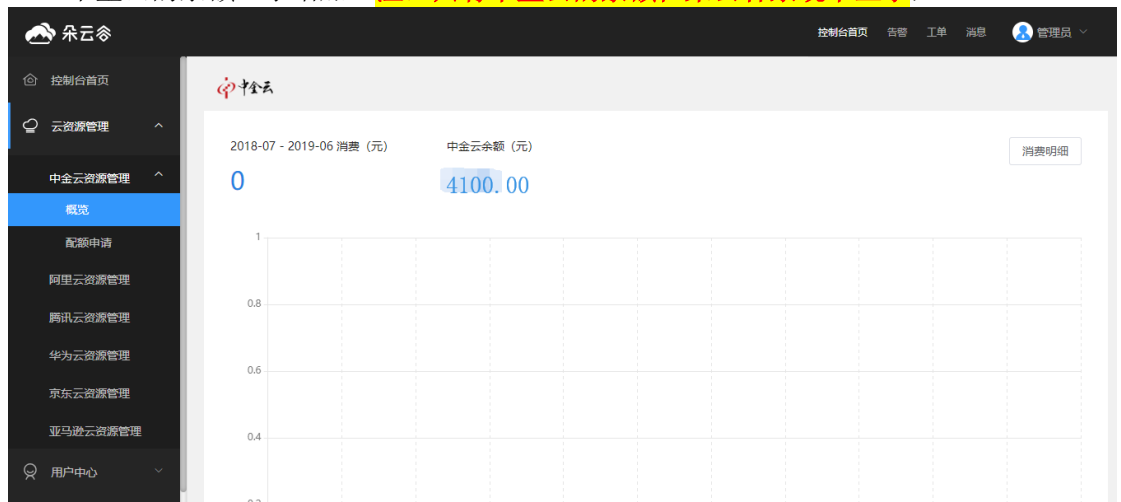 朵云谷
控制台首页 告警 工单 消息 管理员
控制台首页
云资源管理
中金云资源管理
概览
配额申请
阿里云资源管理
腾讯云资源管理
华为云资源管理
京东云资源管理
亚马逊云资源管理
用户中心
中金云
2018-07 - 2019-06 消费（元）
0
中金云余额（元）
4100.00
消费明细
1
0.8
0.6
0.4